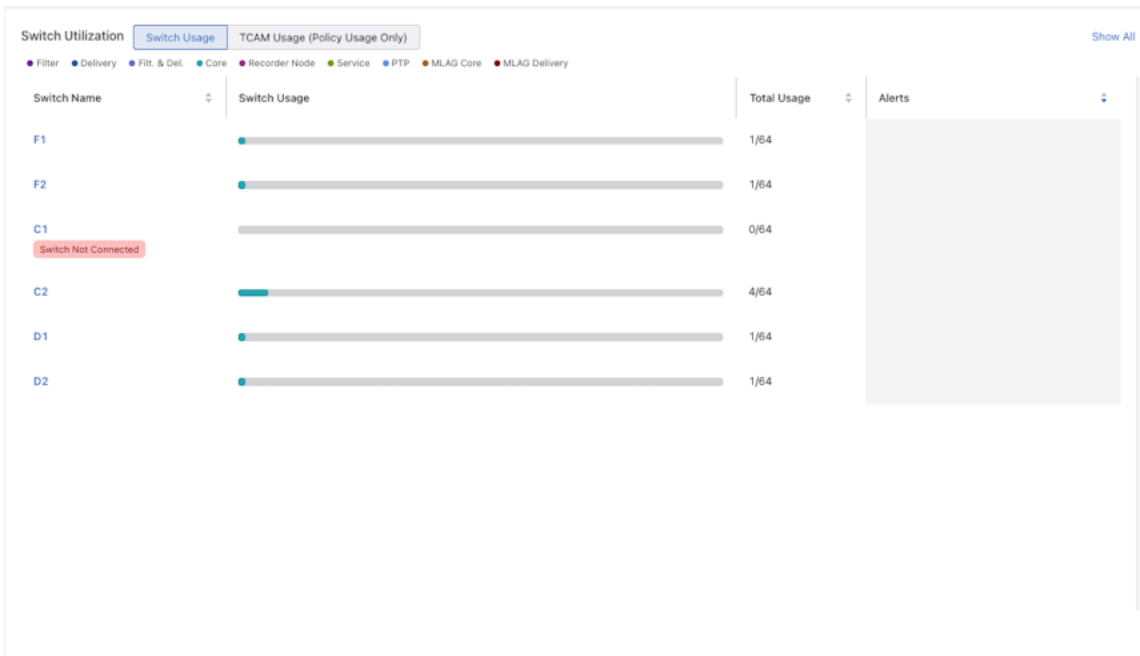 Switch Utilization Switch Usage TCAM Usage (Policy Usage Only) Show All
Filter Delivery Filt. & Del. Core Recorder Node Service PTP MLAG Core MLAG Delivery
Switch Name Switch Usage Total Usage Alerts
F1 1/64
F2 1/64
C1 0/64
Switch Not Connected
C2 4/64
D1 1/64
D2 1/64